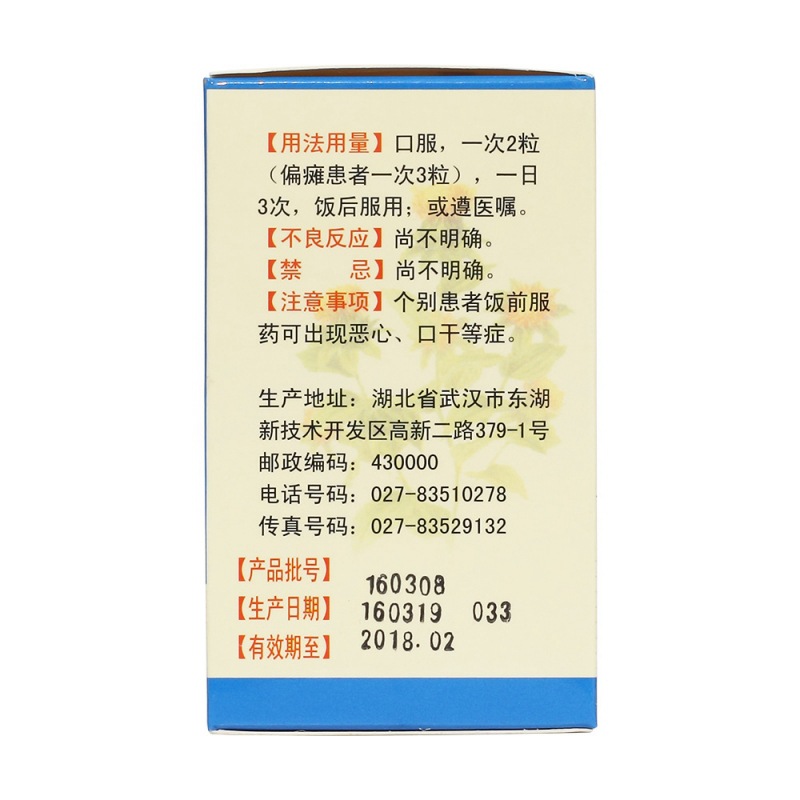 【用法用量】口服，一次2粒
（偏瘫患者一次3粒），一日
3次，饭后服用；或遵医嘱。
【不良反应】尚不明确。
【禁　　忌】尚不明确。
【注意事项】个别患者饭前服
药可出现恶心、口干等症。
生产地址：湖北省武汉市东湖
新技术开发区高新二路379-1号
邮政编码：430000
电话号码：027-83510278
传真号码：027-83529132
【产品批号】 160308
【生产日期】 160319 033
【有效期至】 2018.02